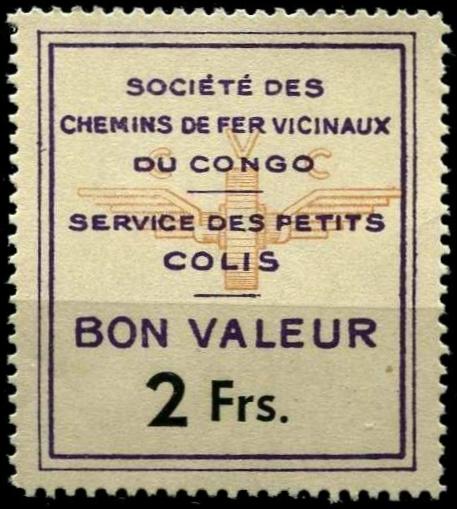 SOCIÉTÉ DES
CHEMINS DE FER VICINAUX
C V C
DU CONGO
SERVICE DES PETITS
COLIS
BON VALEUR
2 Frs.